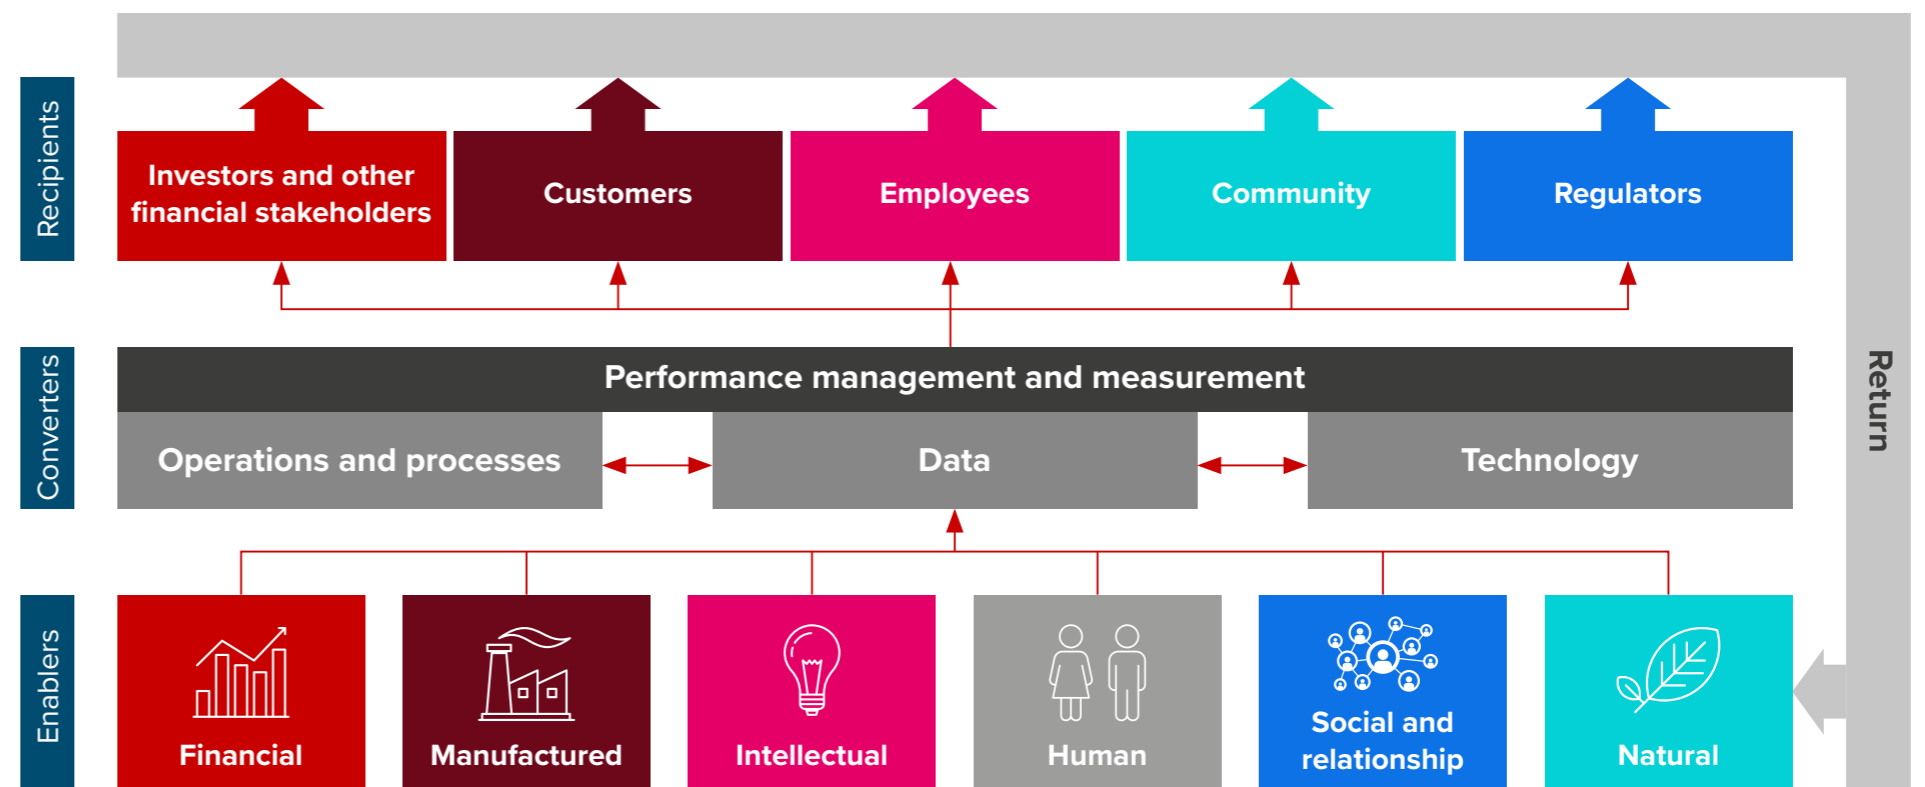 Recipients
Investors and other
financial stakeholders
Customers
Employees
Community
Regulators
Converters
Performance management and measurement
Operations and processes
Data
Technology
Return
Enablers
Financial
Manufactured
Intellectual
Human
Social and
relationship
Natural